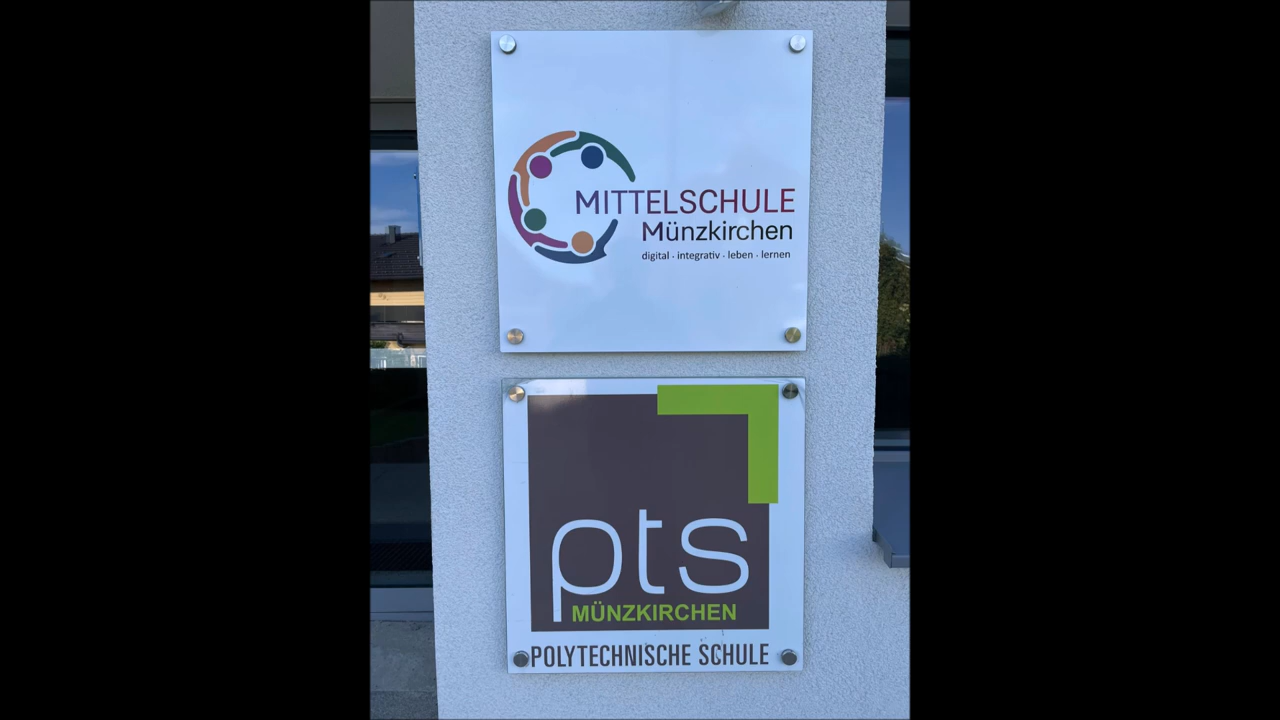 MITTELSCHULE
Münzkirchen
digital · integrativ · leben · lernen
pts
MÜNZKIRCHEN
POLYTECHNISCHE SCHULE